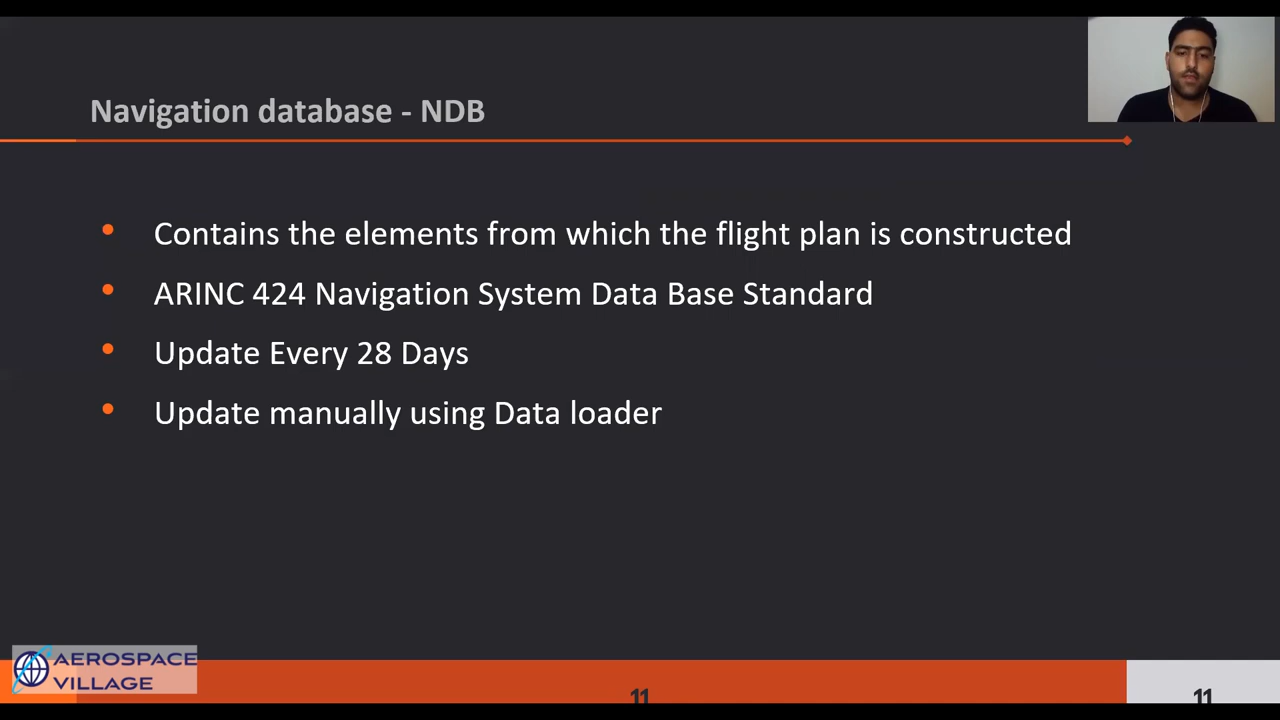 Navigation database - NDB
Contains the elements from which the flight plan is constructed
ARINC 424 Navigation System Data Base Standard
Update Every 28 Days
Update manually using Data loader
AEROSPACE
VILLAGE
11
11